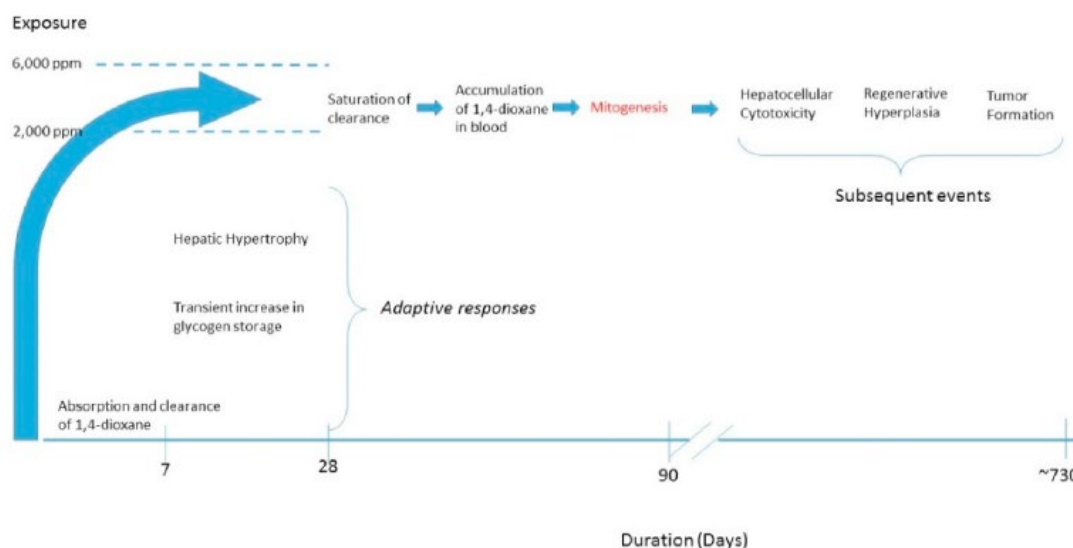 Exposure
6,000 ppm
2,000 ppm
Saturation of
clearance
Accumulation
of 1,4-dioxane
in blood
Mitogenesis
Hepatocellular
Cytotoxicity
Regenerative
Hyperplasia
Tumor
Formation
Subsequent events
Hepatic Hypertrophy
Transient increase in
glycogen storage
Adaptive responses
Absorption and clearance
of 1,4-dioxane
7
28
90
~730
Duration (Days)